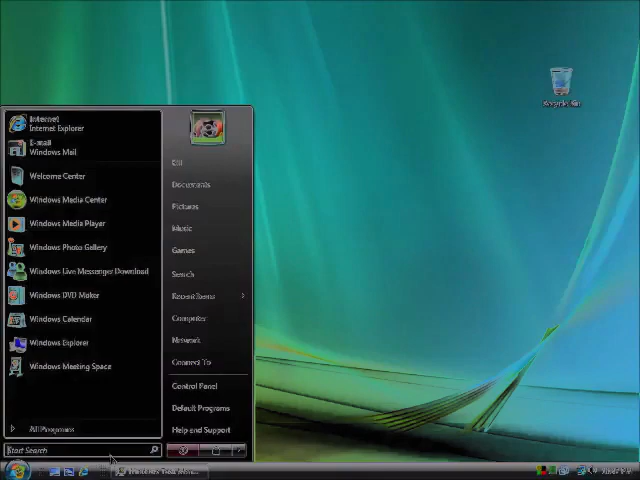 Internet
Internet Explorer
E-mail
Windows Mail
Welcome Center
Windows Media Center
Windows Media Player
Windows Photo Gallery
Windows Live Messenger Download
Windows DVD Maker
Windows Calendar
Windows Explorer
Windows Meeting Space
All Programs
Start Search
Documents
Pictures
Music
Games
Search
Recent Items
Computer
Network
Connect To
Control Panel
Default Programs
Help and Support
Recycle Bin